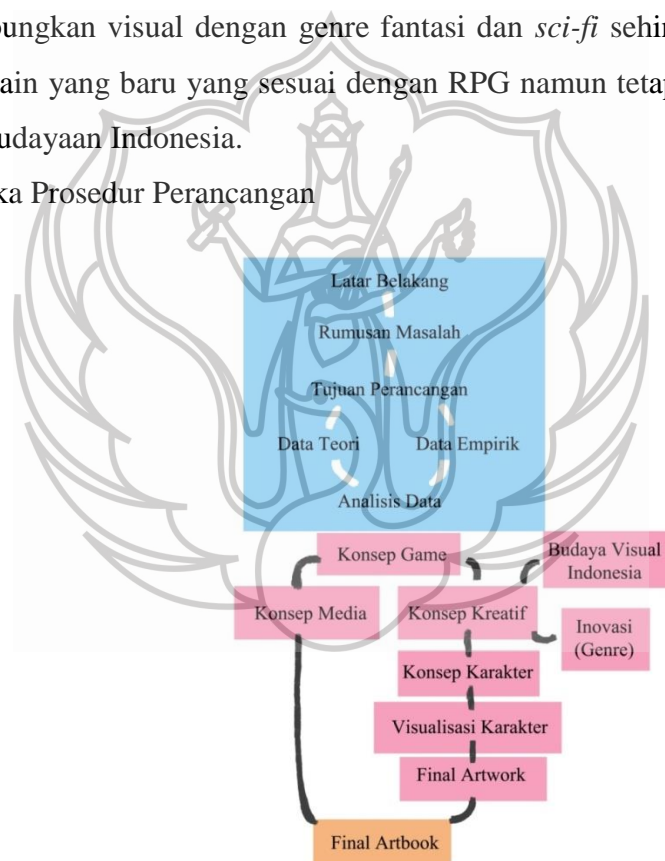 bungkan visual dengan genre fantasi dan sci-fi sehin
ain yang baru yang sesuai dengan RPG namun tetap
udayaan Indonesia.
ka Prosedur Perancangan
Latar Belakang
Rumusan Masalah
Tujuan Perancangan
Data Teori Data Empirik
Analisis Data
Konsep Game
Budaya Visual
Indonesia
Konsep Media
Konsep Kreatif
Inovasi
(Genre)
Konsep Karakter
Visualisasi Karakter
Final Artwork
Final Artbook